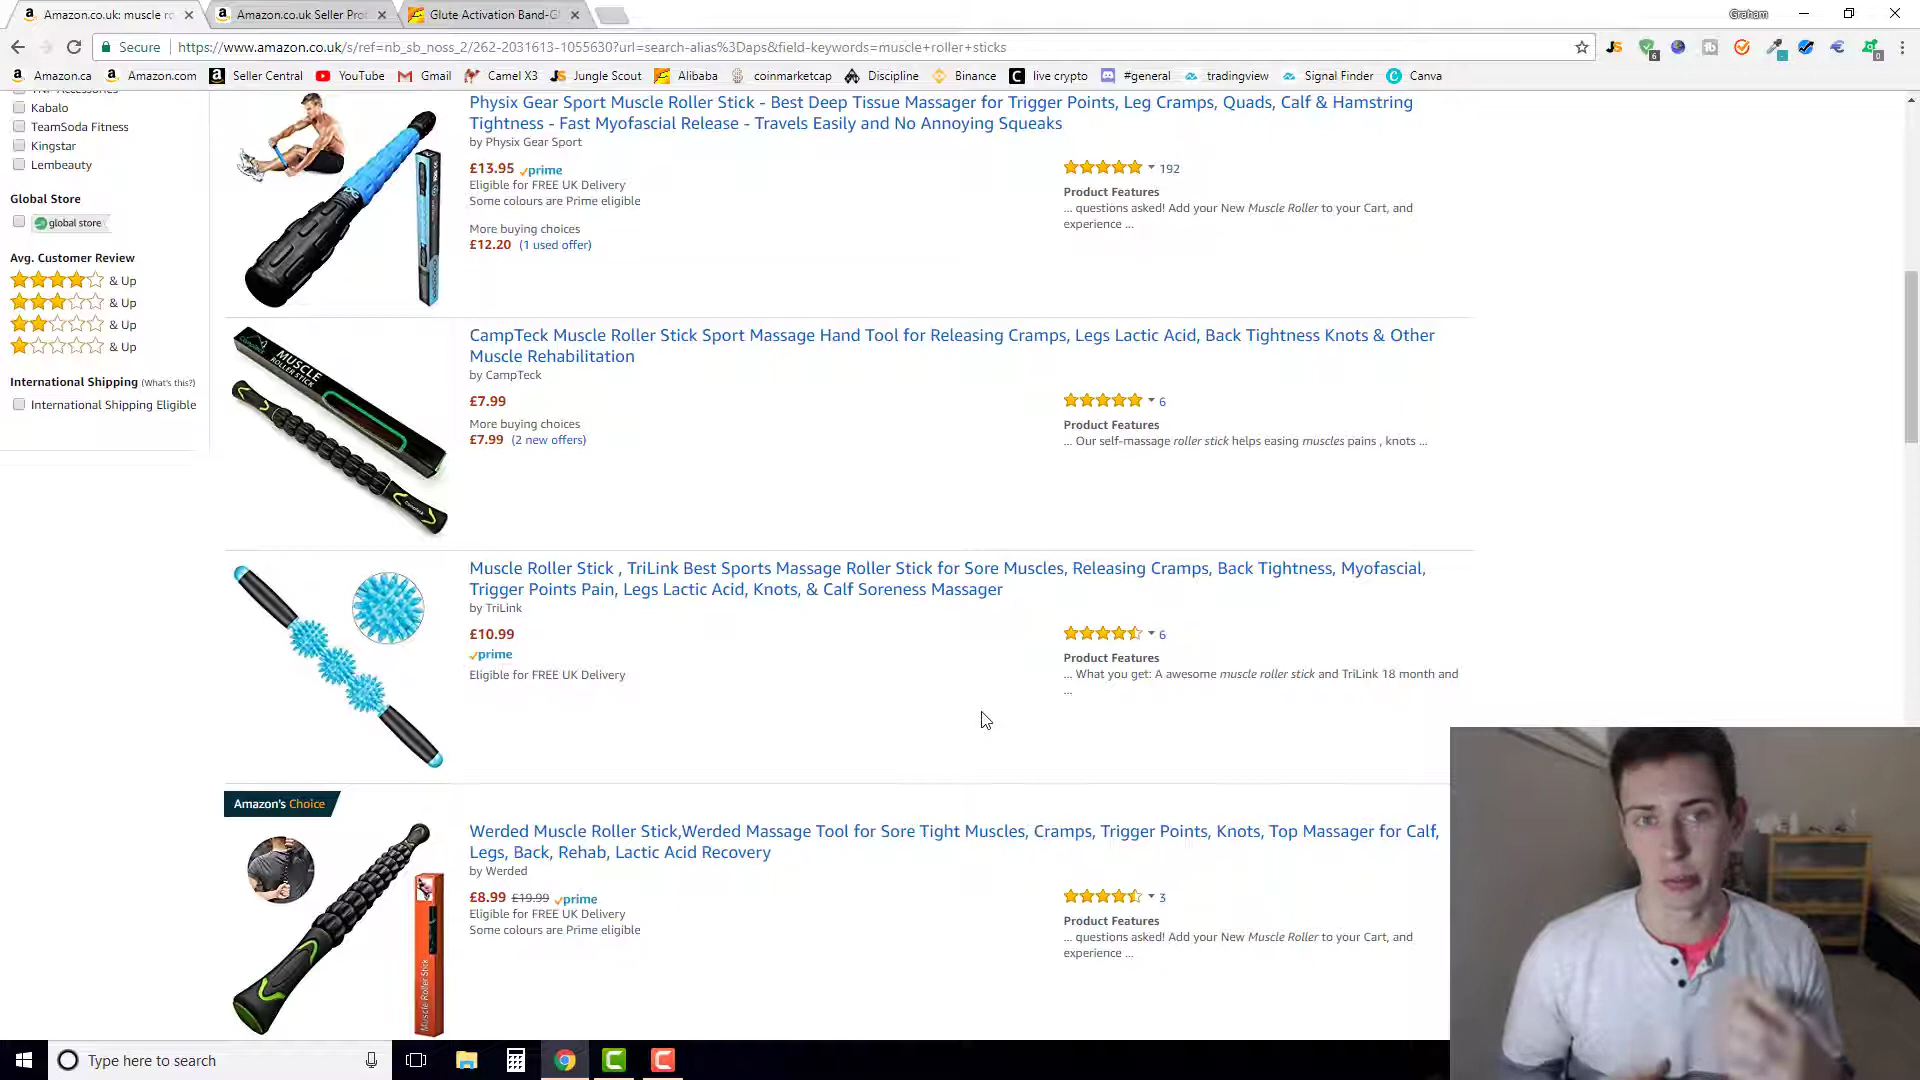 Amazon.co.uk: muscle ro
Amazon.co.uk Seller Prof
Glute Activation Band-Gl
Graham
Secure
https://www.amazon.co.uk/s/ref=nb_sb_noss_2/262-2031613-1055630?url=search-alias%3Daps&field-keywords=muscle+roller+sticks
Amazon.ca
Amazon.com
Seller Central
YouTube
Gmail
Camel X3
Jungle Scout
Alibaba
coinmarketcap
Discipline
Binance
live crypto
#general
tradingview
Signal Finder
Canva
Kabalo
TeamSoda Fitness
Kingstar
Lembeauty
Global Store
global store
Avg. Customer Review
& Up
& Up
& Up
& Up
International Shipping (What's this?)
International Shipping Eligible
Physix Gear Sport Muscle Roller Stick - Best Deep Tissue Massager for Trigger Points, Leg Cramps, Quads, Calf & Hamstring
Tightness - Fast Myofascial Release - Travels Easily and No Annoying Squeaks
by Physix Gear Sport
£13.95 prime
Eligible for FREE UK Delivery
Some colours are Prime eligible
More buying choices
£12.20 (1 used offer)
192
Product Features
... questions asked! Add your New Muscle Roller to your Cart, and
experience ...
MUSCLE
ROLLER STICK
CampTeck Muscle Roller Stick Sport Massage Hand Tool for Releasing Cramps, Legs Lactic Acid, Back Tightness Knots & Other
Muscle Rehabilitation
by CampTeck
£7.99
More buying choices
£7.99 (2 new offers)
6
Product Features
... Our self-massage roller stick helps easing muscles pains , knots ...
Muscle Roller Stick , TriLink Best Sports Massage Roller Stick for Sore Muscles, Releasing Cramps, Back Tightness, Myofascial,
Trigger Points Pain, Legs Lactic Acid, Knots, & Calf Soreness Massager
by TriLink
£10.99
prime
Eligible for FREE UK Delivery
6
Product Features
... What you get: A awesome muscle roller stick and TriLink 18 month and
...
Amazon's Choice
Muscle Roller Stick
Werded Muscle Roller Stick,Werded Massage Tool for Sore Tight Muscles, Cramps, Trigger Points, Knots, Top Massager for Calf,
Legs, Back, Rehab, Lactic Acid Recovery
by Werded
£8.99 £19.99 prime
Eligible for FREE UK Delivery
Some colours are Prime eligible
3
Product Features
... questions asked! Add your New Muscle Roller to your Cart, and
experience ...
Type here to search